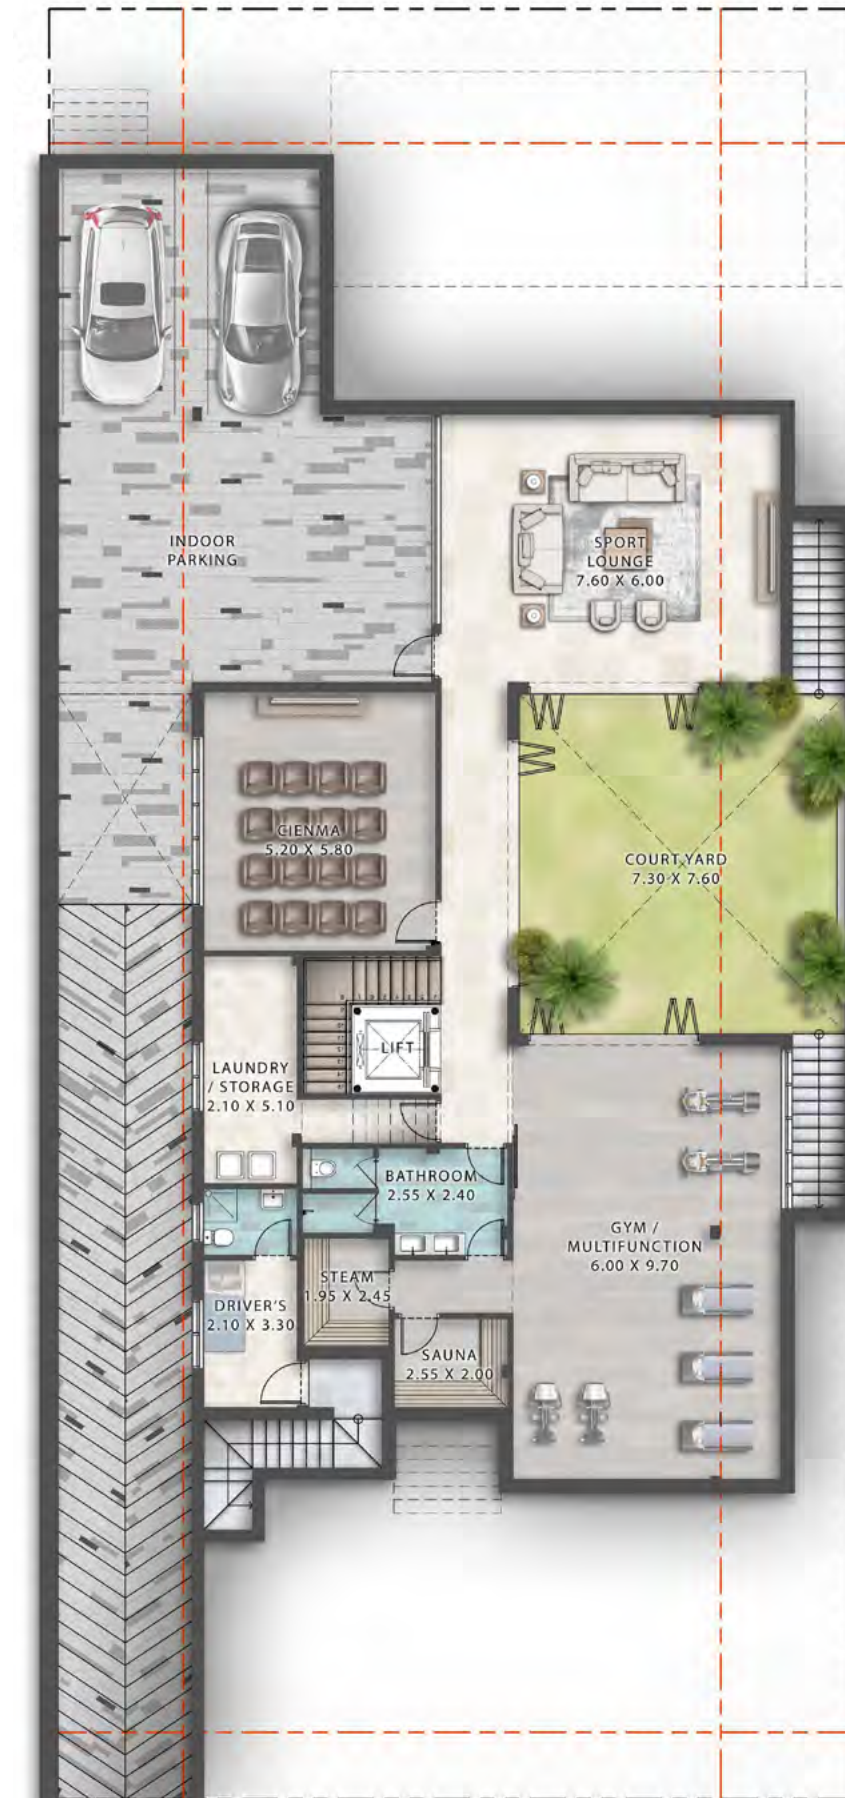 INDOOR
PARKING
SPORT
LOUNGE
7.60 X 6.00
CIENMA
5.20 X 5.80
COURT YARD
7.30 X 7.60
LIFT
LAUNDRY
/ STORAGE
2.10 X 5.10
BATHROOM
2.55 X 2.40
GYM /
MULTIFUNCTION
6.00 X 9.70
STEAM
1.95 X 2.45
DRIVER'S
2.10 X 3.30
SAUNA
2.55 X 2.00